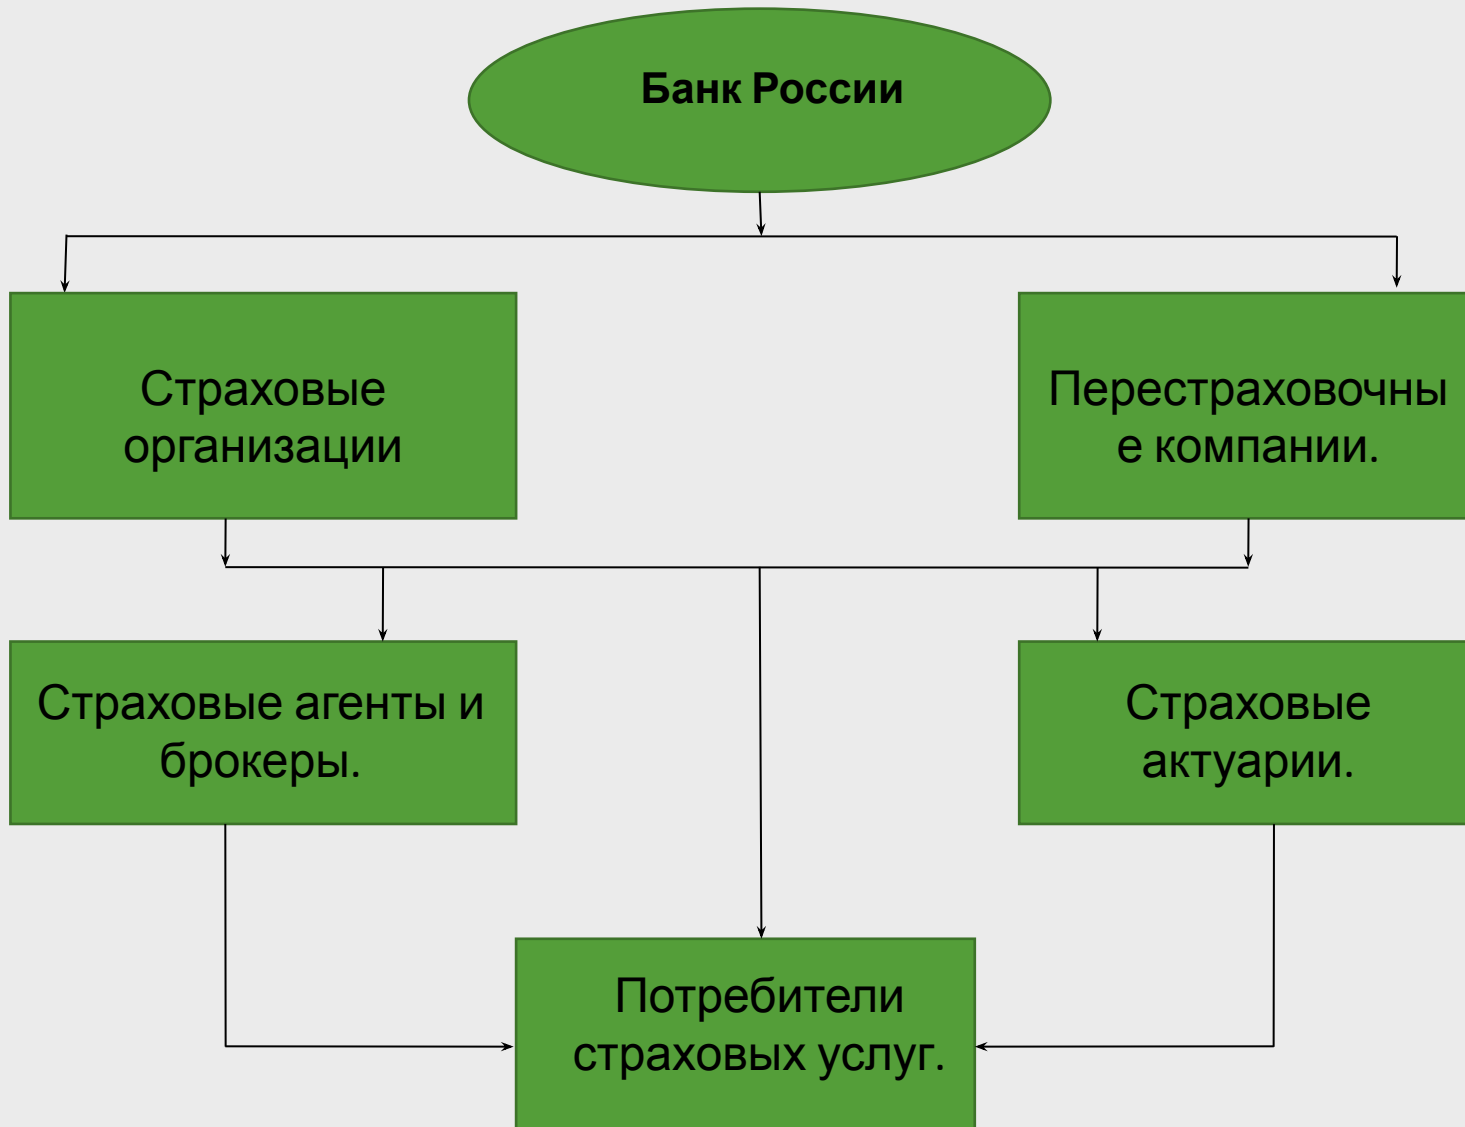 Банк России
Страховые
организации
Перестраховочны
е компании.
Страховые агенты и
брокеры.
Страховые
актуарии.
Потребители
страховых услуг.